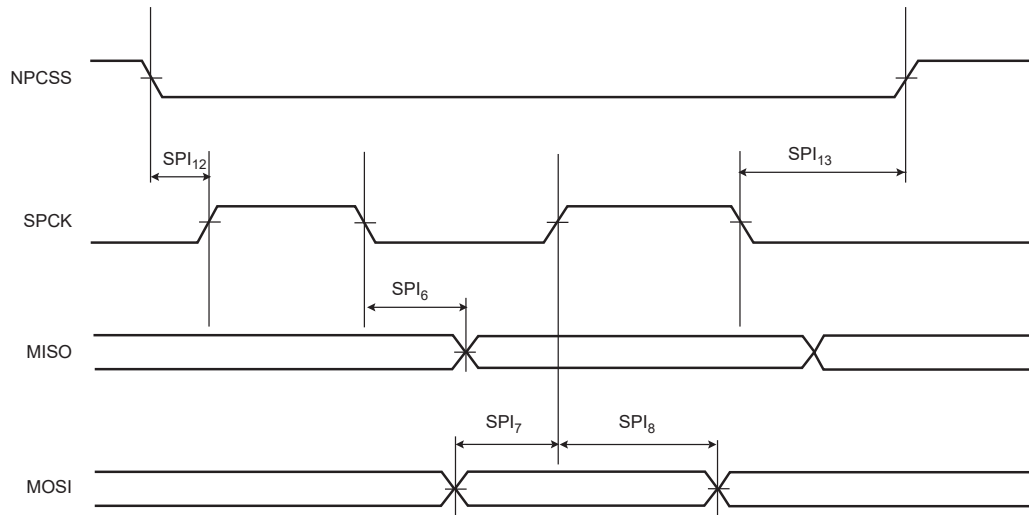 NPCSS
SPI₁₂
SPI₁₃
SPCK
SPI₆
MISO
SPI₇
SPI₈
MOSI